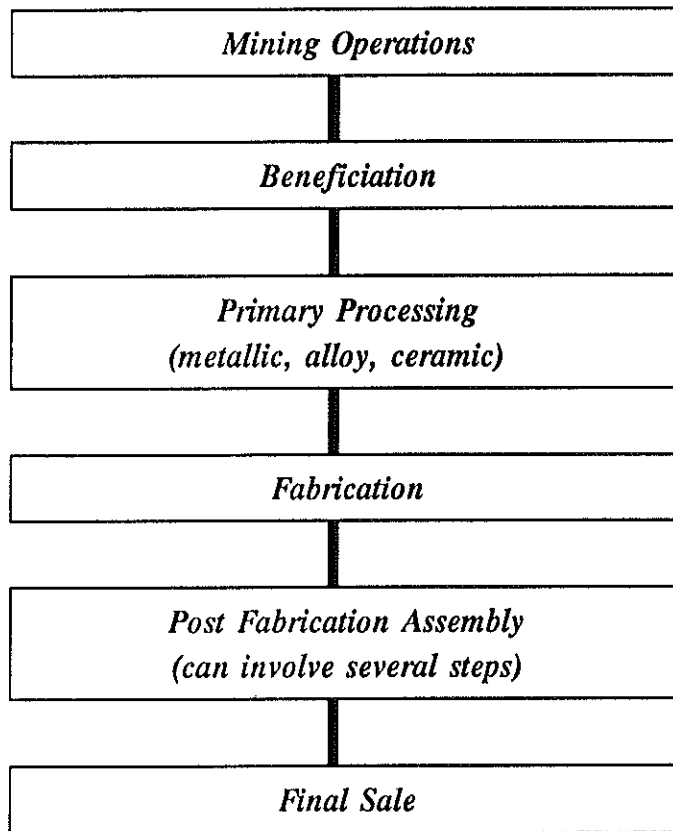 Mining Operations
Beneficiation
Primary Processing
(metallic, alloy, ceramic)
Fabrication
Post Fabrication Assembly
(can involve several steps)
Final Sale